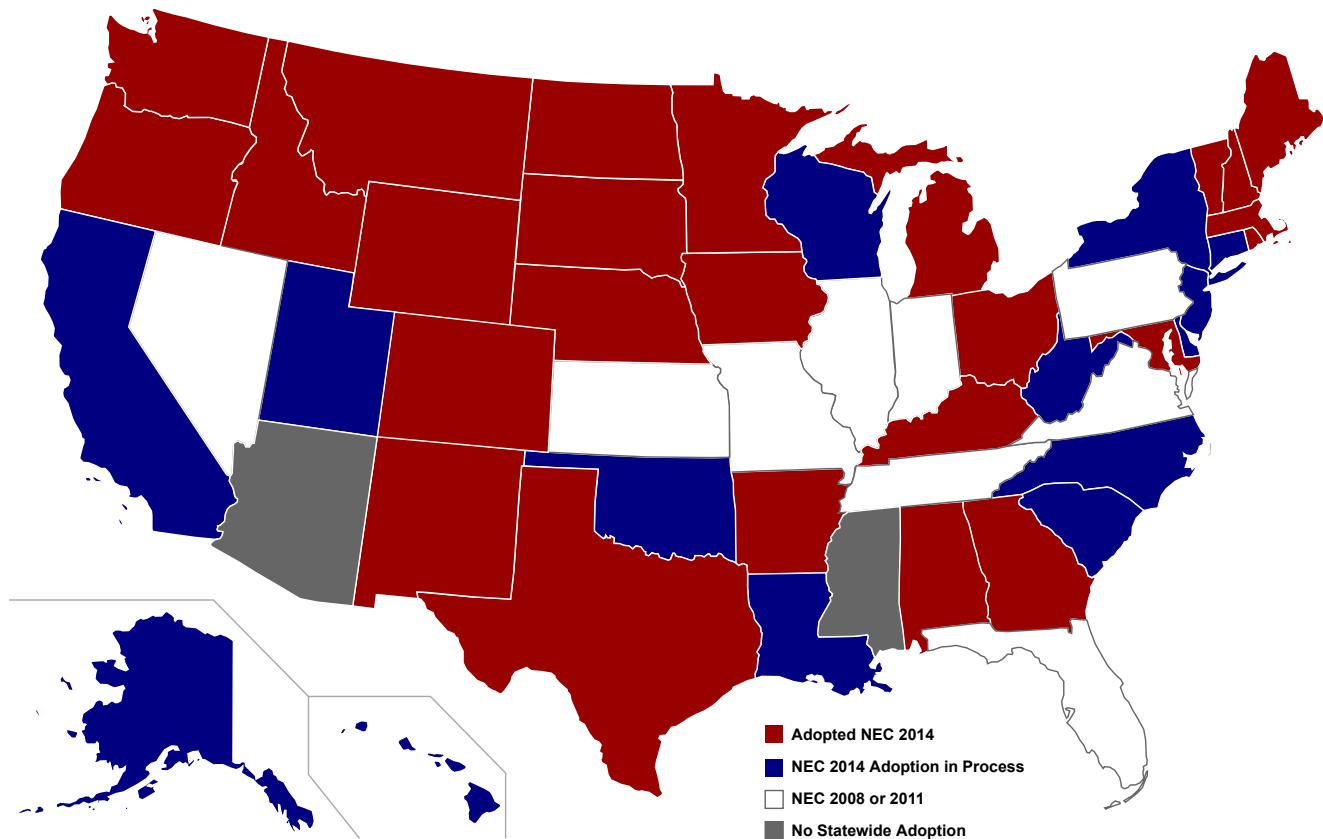 Adopted NEC 2014
NEC 2014 Adoption in Process
NEC 2008 or 2011
No Statewide Adoption